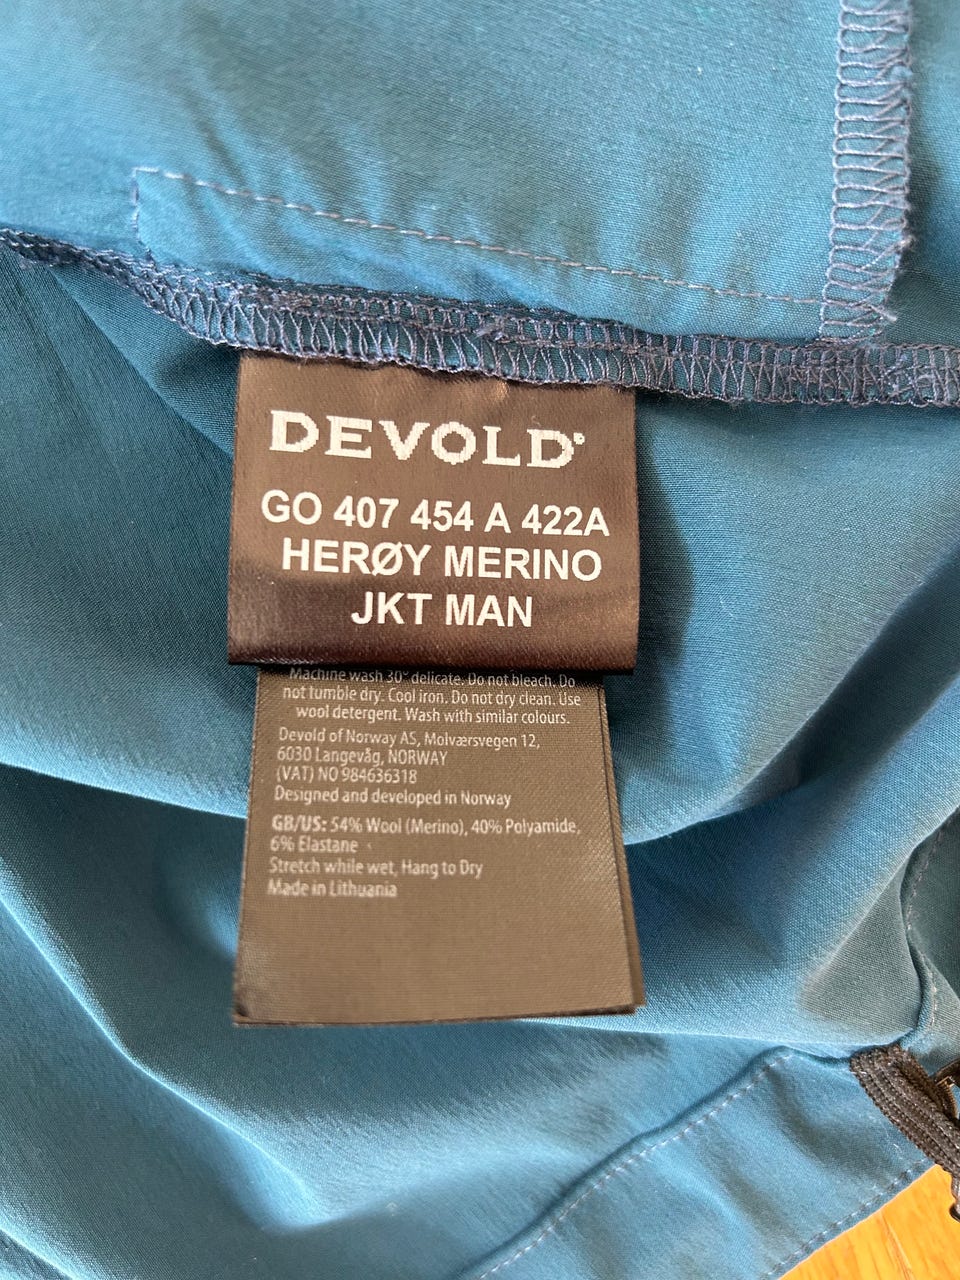 DEVOLD®
GO 407 454 A 422A
HERØY MERINO
JKT MAN
Machine wash 30° delicate. Do not bleach. Do
not tumble dry. Cool iron. Do not dry clean. Use
wool detergent. Wash with similar colours.
Devold of Norway AS, Molværsvegen 12,
6030 Langevåg, NORWAY
(VAT) NO 984636318
Designed and developed in Norway
GB/US: 54% Wool (Merino), 40% Polyamide,
6% Elastane
Stretch while wet, Hang to Dry
Made in Lithuania